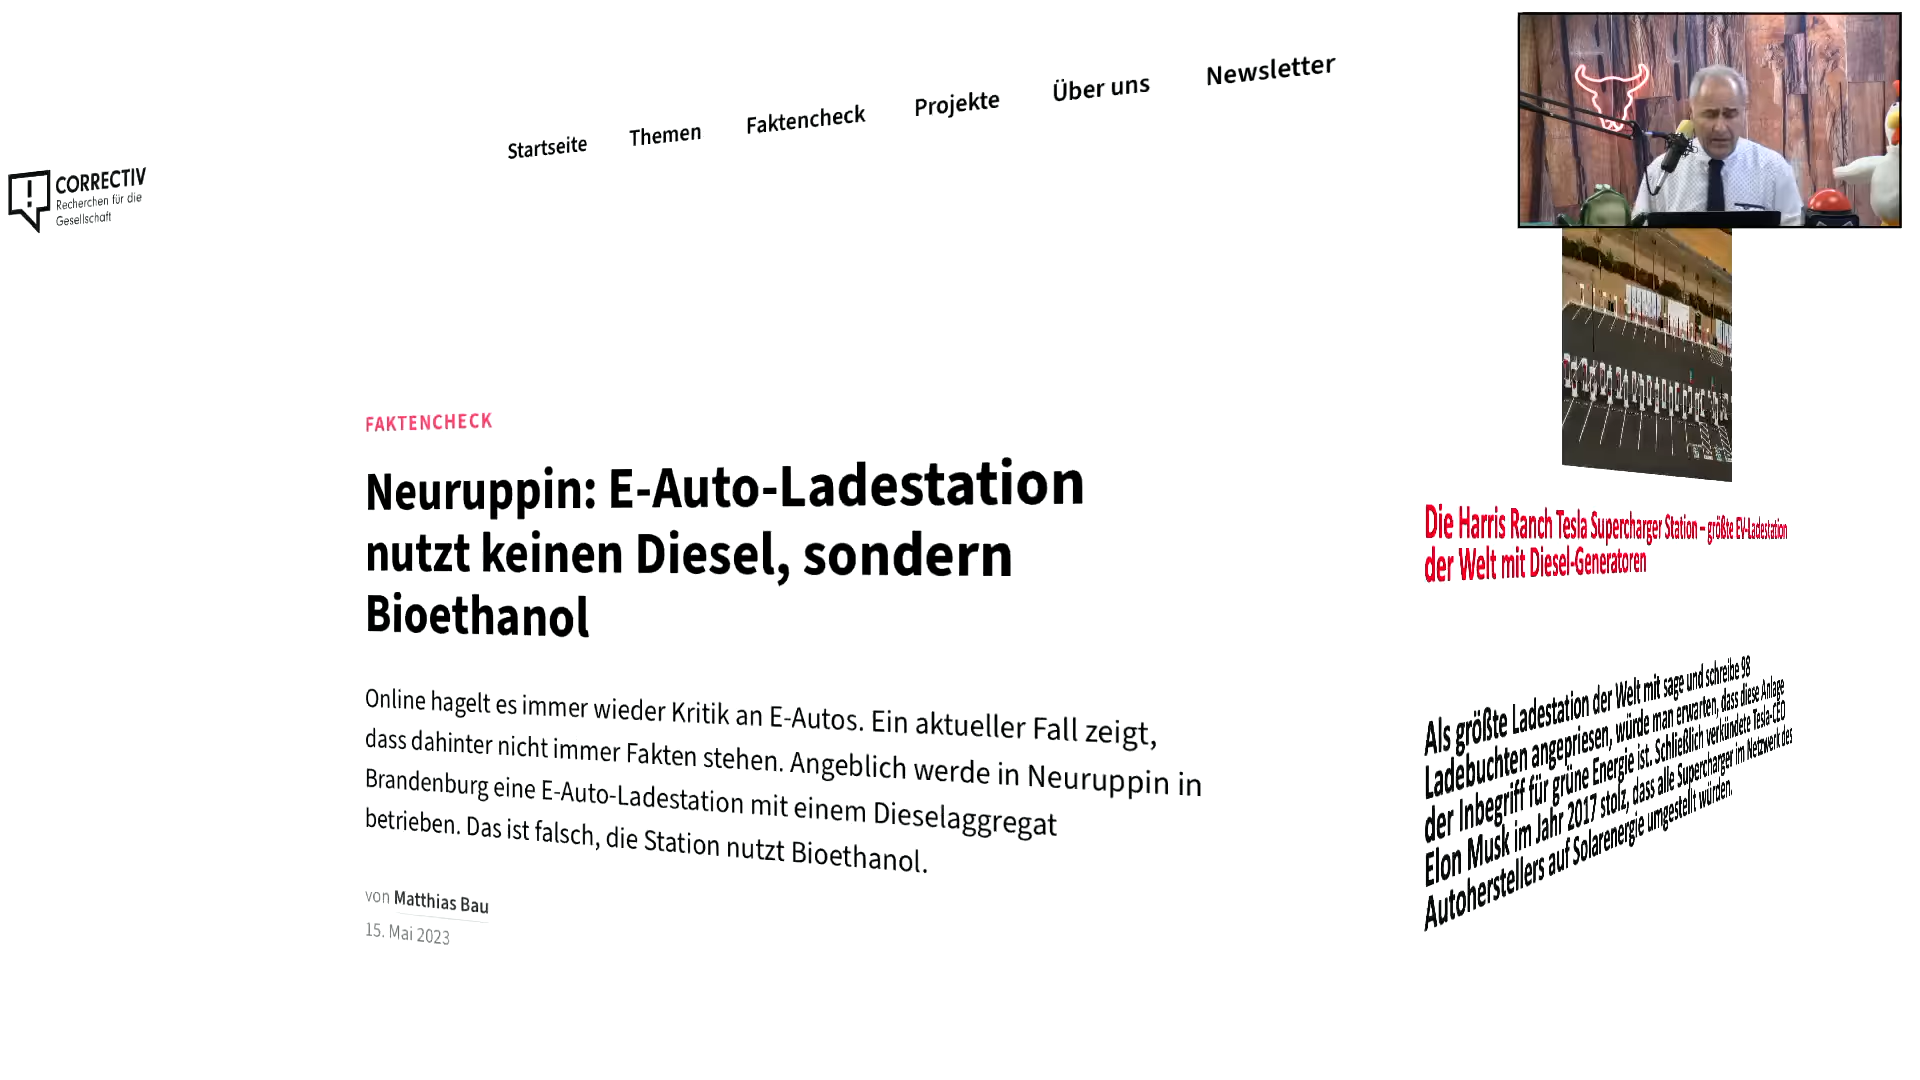 Startseite Themen Faktencheck Projekte Über uns Newsletter
CORRECTIV
Recherchen für die
Gesellschaft
FAKTENCHECK
Neuruppin: E-Auto-Ladestation
nutzt keinen Diesel, sondern
Bioethanol
Online hagelt es immer wieder Kritik an E-Autos. Ein aktueller Fall zeigt,
dass dahinter nicht immer Fakten stehen. Angeblich werde in Neuruppin in
Brandenburg eine E-Auto-Ladestation mit einem Dieselaggregat
betrieben. Das ist falsch, die Station nutzt Bioethanol.
von Matthias Bau
15. Mai 2023
Die Harris Ranch Tesla Supercharger Station – größte EV-Ladestation
der Welt mit Diesel-Generatoren
Als größte Ladestation der Welt mit sage und schreibe 98
Ladebuchten angepriesen, würde man erwarten, dass diese Anlage
der Inbegriff für grüne Energie ist. Schließlich verkündete Tesla-CEO
Elon Musk im Jahr 2017 stolz, dass alle Supercharger im Netzwerk des
Autoherstellers auf Solarenergie umgestellt würden.